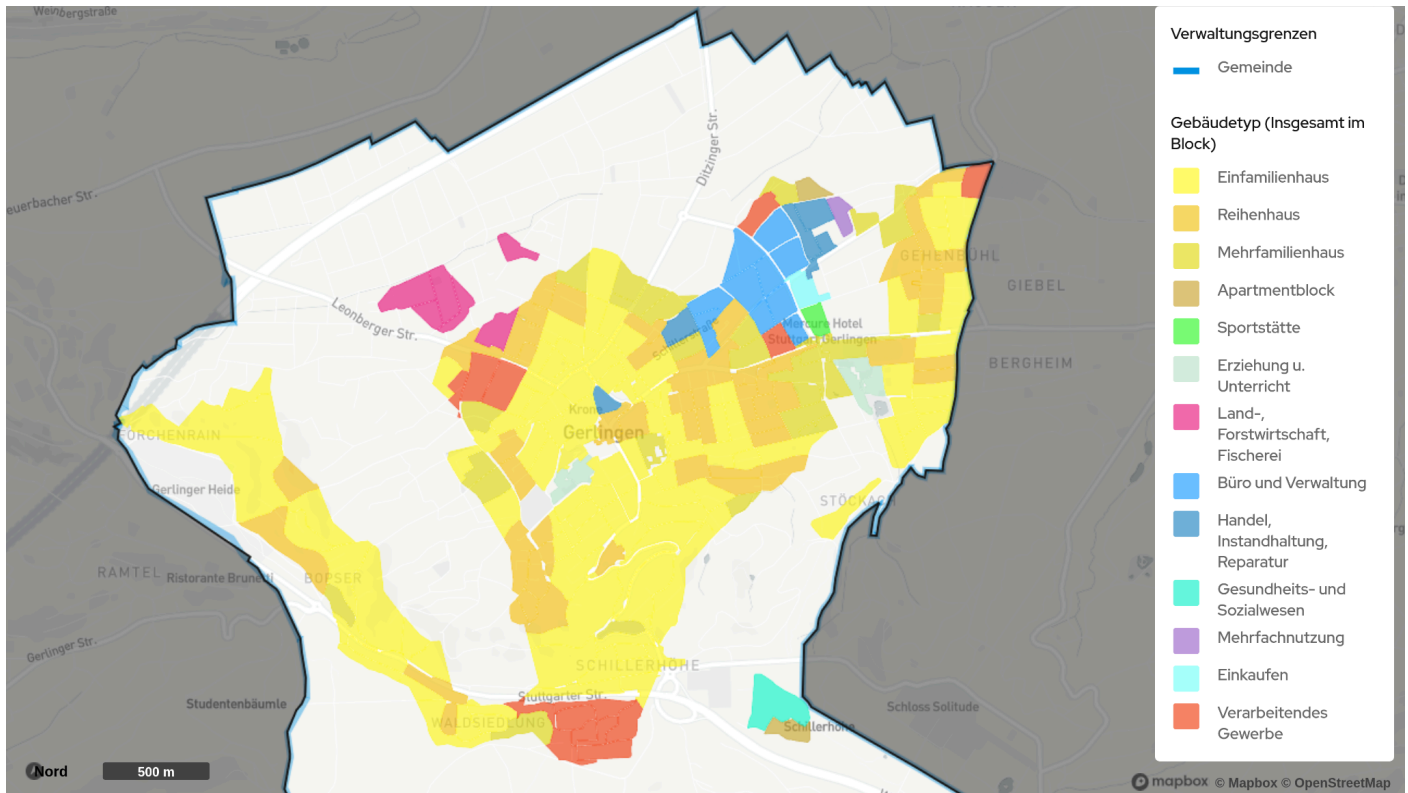 Weinbergstraße
Ditzinger Str.
euerbacher Str.
GEHENBÜHL
GIEBEL
Leonberger Str.
Schillerstraße
Mercure Hotel
Stuttgart Gerlingen
BERGHEIM
Krone
Gerlingen
FORCHENRAIN
Gerlinger Heide
STÖCKACH
RAMTEL
Ristorante Brunetti
BOPSER
Gerlinger Str.
SCHILLERHÖHE
Stuttgarter Str.
Studentenbäumle
WALDSIEDLUNG
Schillerhöhe
Schloss Solitude
Nord
500 m
Verwaltungsgrenzen
Gemeinde
Gebäudetyp (Insgesamt im
Block)
Einfamilienhaus
Reihenhaus
Mehrfamilienhaus
Apartmentblock
Sportstätte
Erziehung u.
Unterricht
Land-,
Forstwirtschaft,
Fischerei
Büro und Verwaltung
Handel,
Instandhaltung,
Reparatur
Gesundheits- und
Sozialwesen
Mehrfachnutzung
Einkaufen
Verarbeitendes
Gewerbe
mapbox
© Mapbox © OpenStreetMap